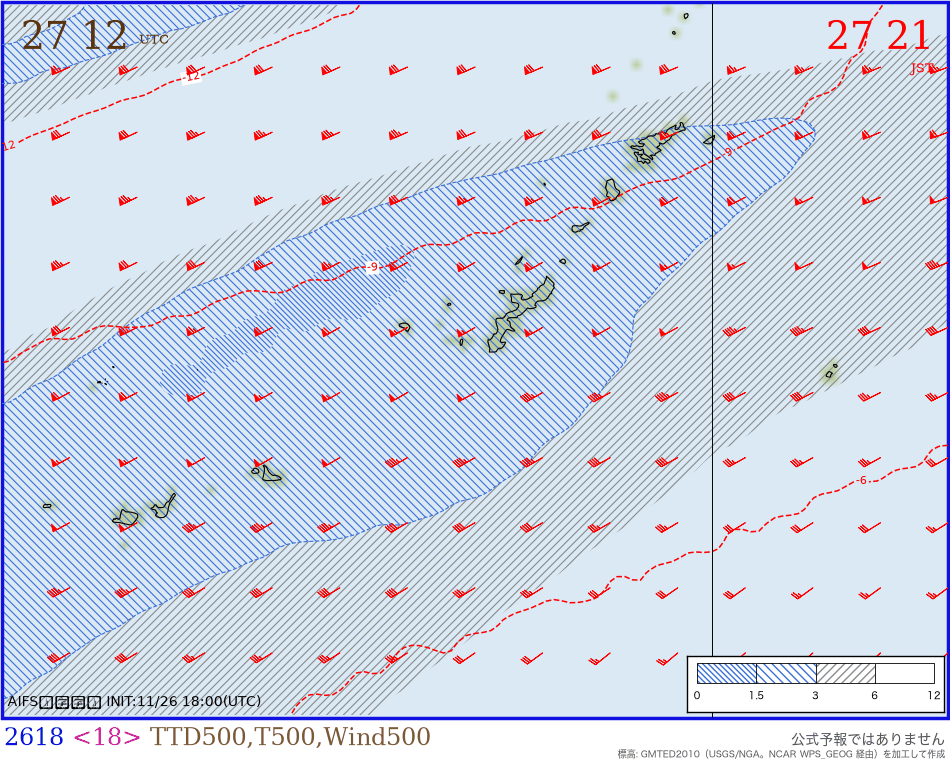 27 12 UTC
27 21
JST
-12
12
-9
-9
-6
0 1.5 3 6 12
AIFS□□□□ INIT:11/26 18:00(UTC)
2618 <18> TTD500,T500,Wind500
公式予報ではありません
標高: GMTED2010（USGS/NGA。NCAR WPS_GEOG 経由）を加工して作成